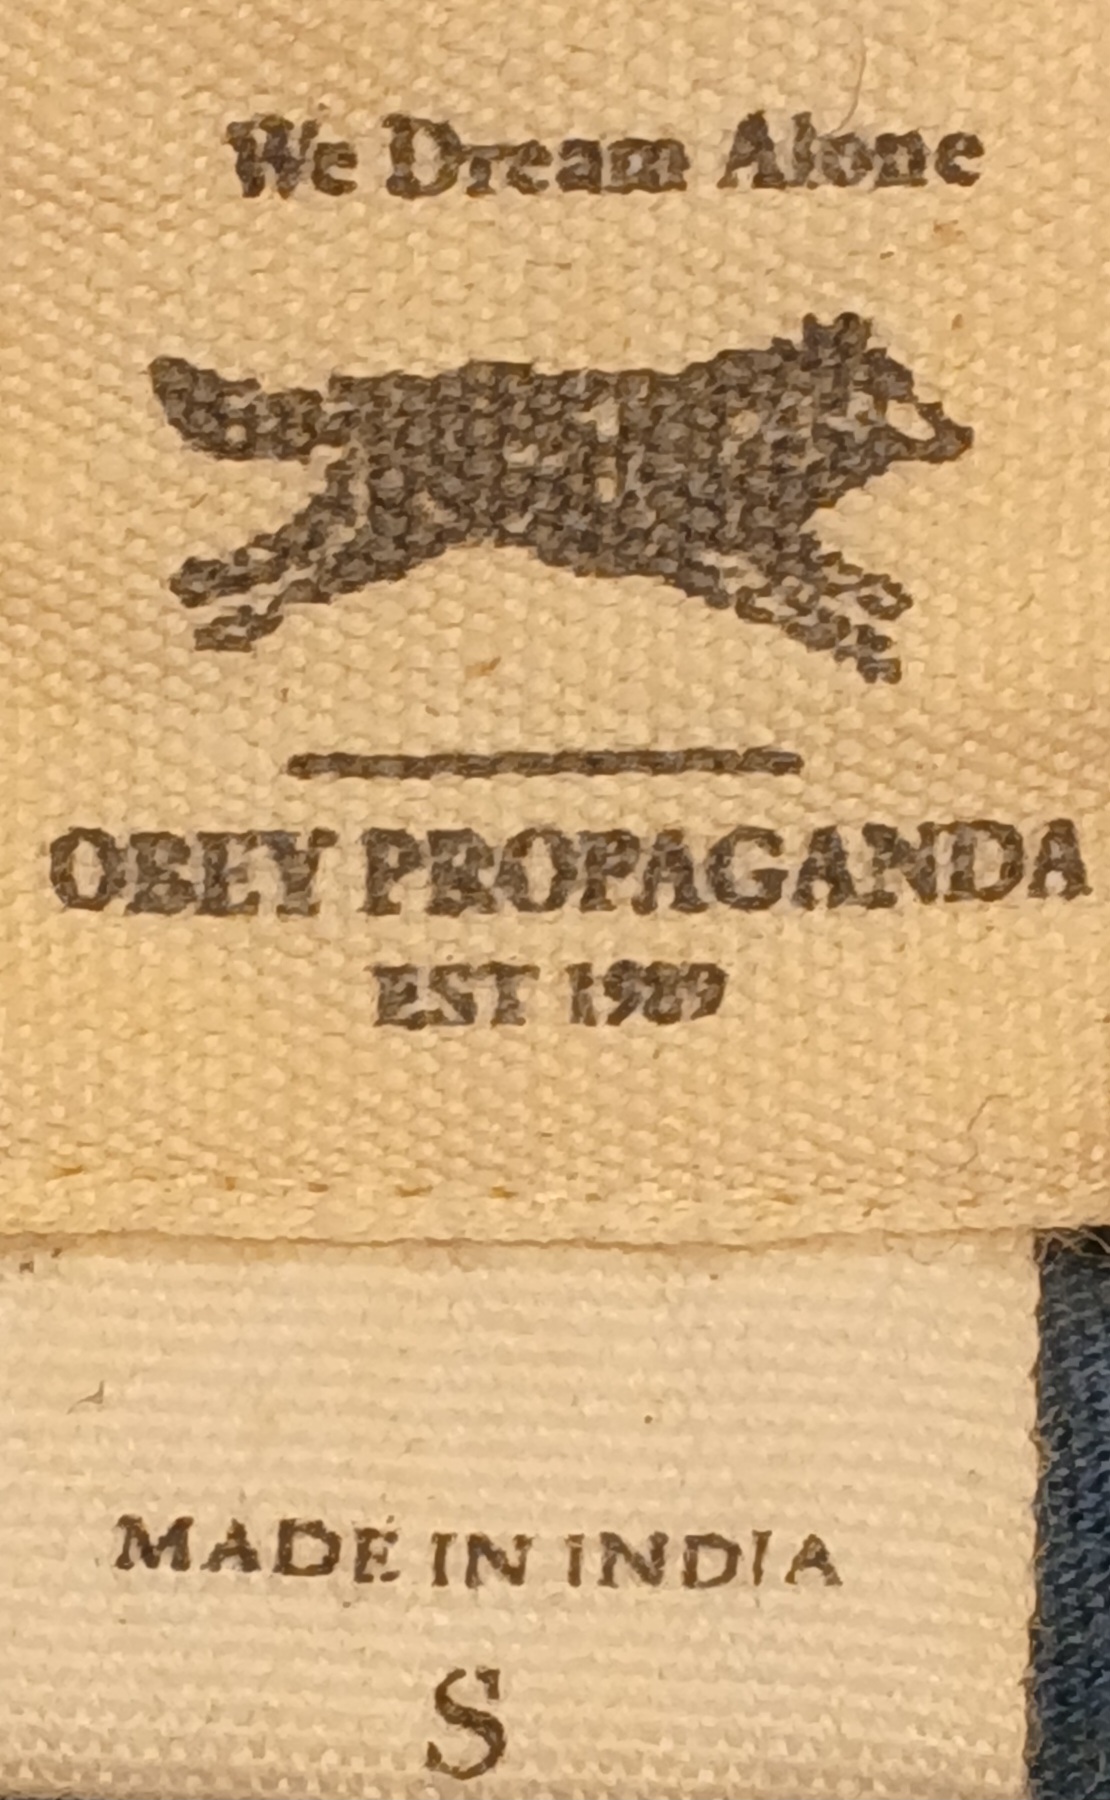 We Dream Alone
OBEY PROPAGANDA
EST 1989
MADE IN INDIA
S